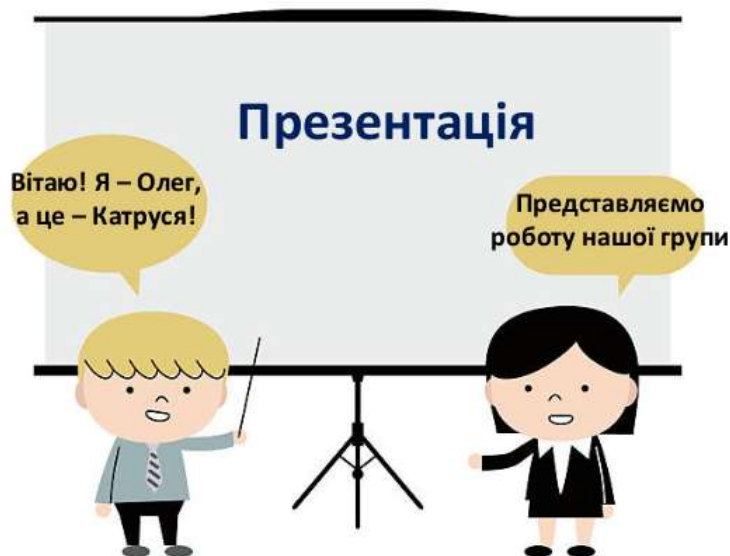 Презентація
Вітаю! Я – Олег,
а це – Катруся!
Представляємо
роботу нашої групи